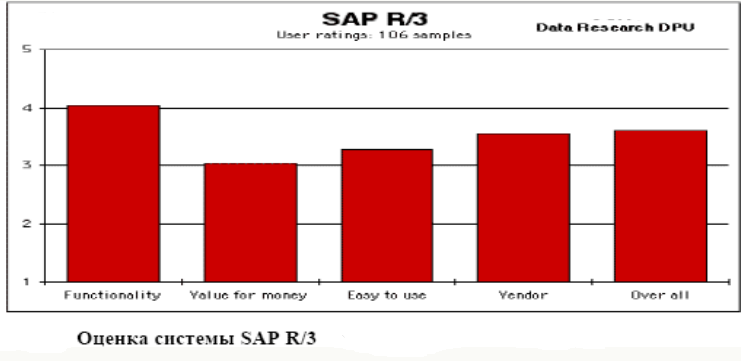 SAP R/3
User ratings: 106 samples
Data Research DPU
5
4
3
2
1
Functionality
Value for money
Easy to use
Vendor
Over all
Оценка системы SAP R/3